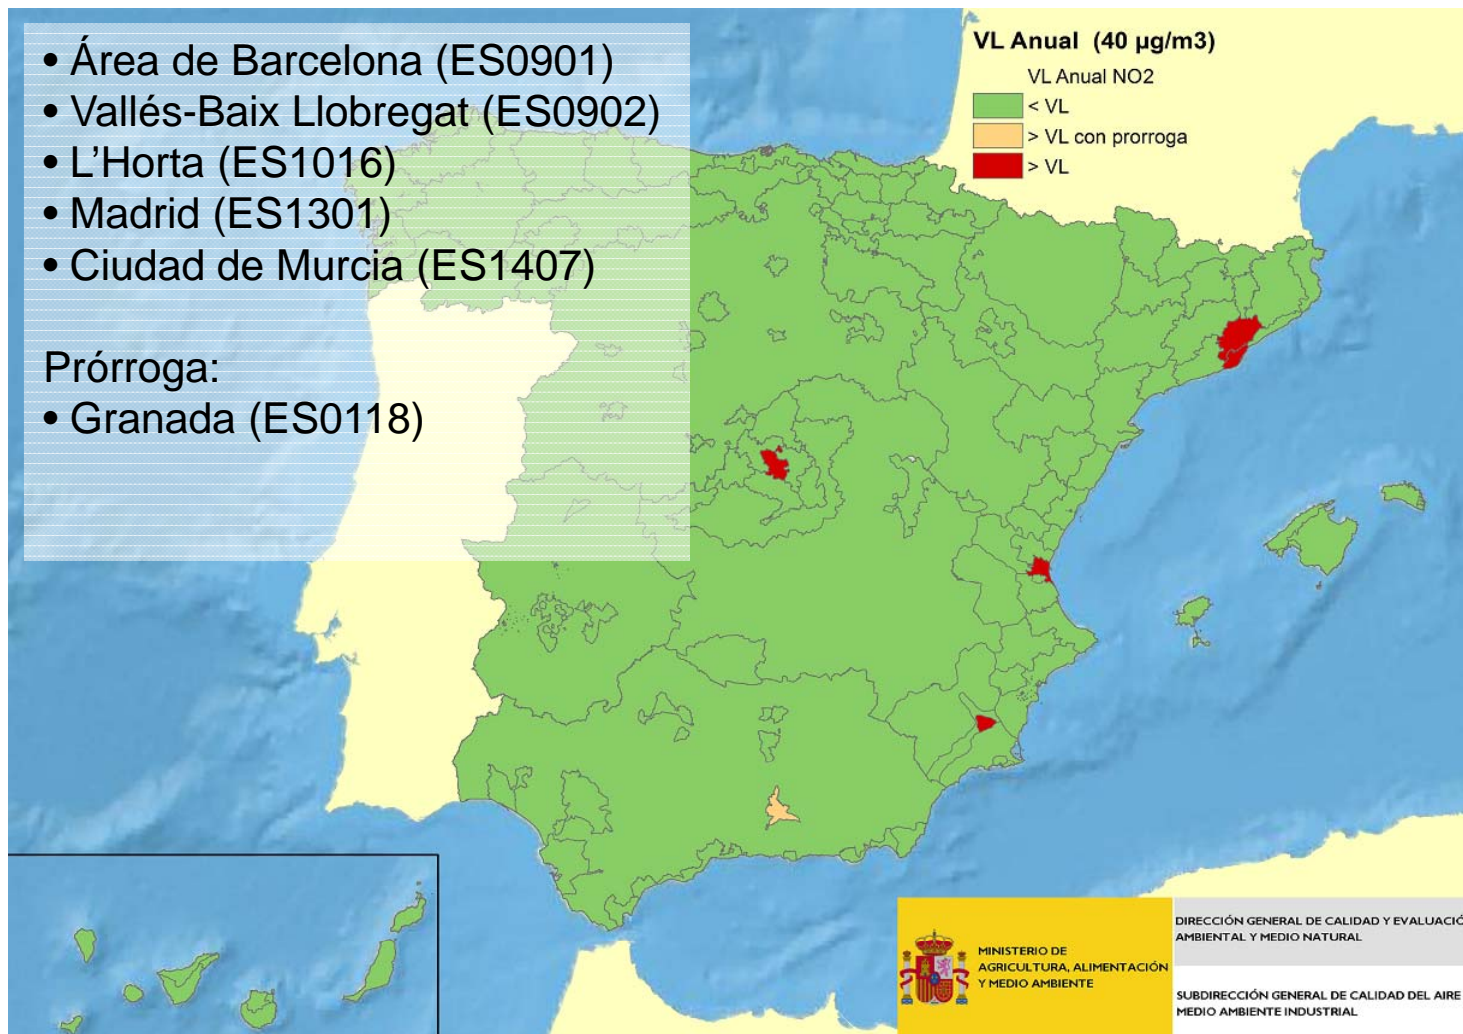 • Área de Barcelona (ES0901)
• Vallés-Baix Llobregat (ES0902)
• L’Horta (ES1016)
• Madrid (ES1301)
• Ciudad de Murcia (ES1407)
Prórroga:
• Granada (ES0118)
VL Anual (40 µg/m3)
VL Anual NO2
< VL
> VL con prorroga
> VL
MINISTERIO DE
AGRICULTURA, ALIMENTACIÓN
Y MEDIO AMBIENTE
DIRECCIÓN GENERAL DE CALIDAD Y EVALUACIÓ
AMBIENTAL Y MEDIO NATURAL
SUBDIRECCIÓN GENERAL DE CALIDAD DEL AIRE
MEDIO AMBIENTE INDUSTRIAL